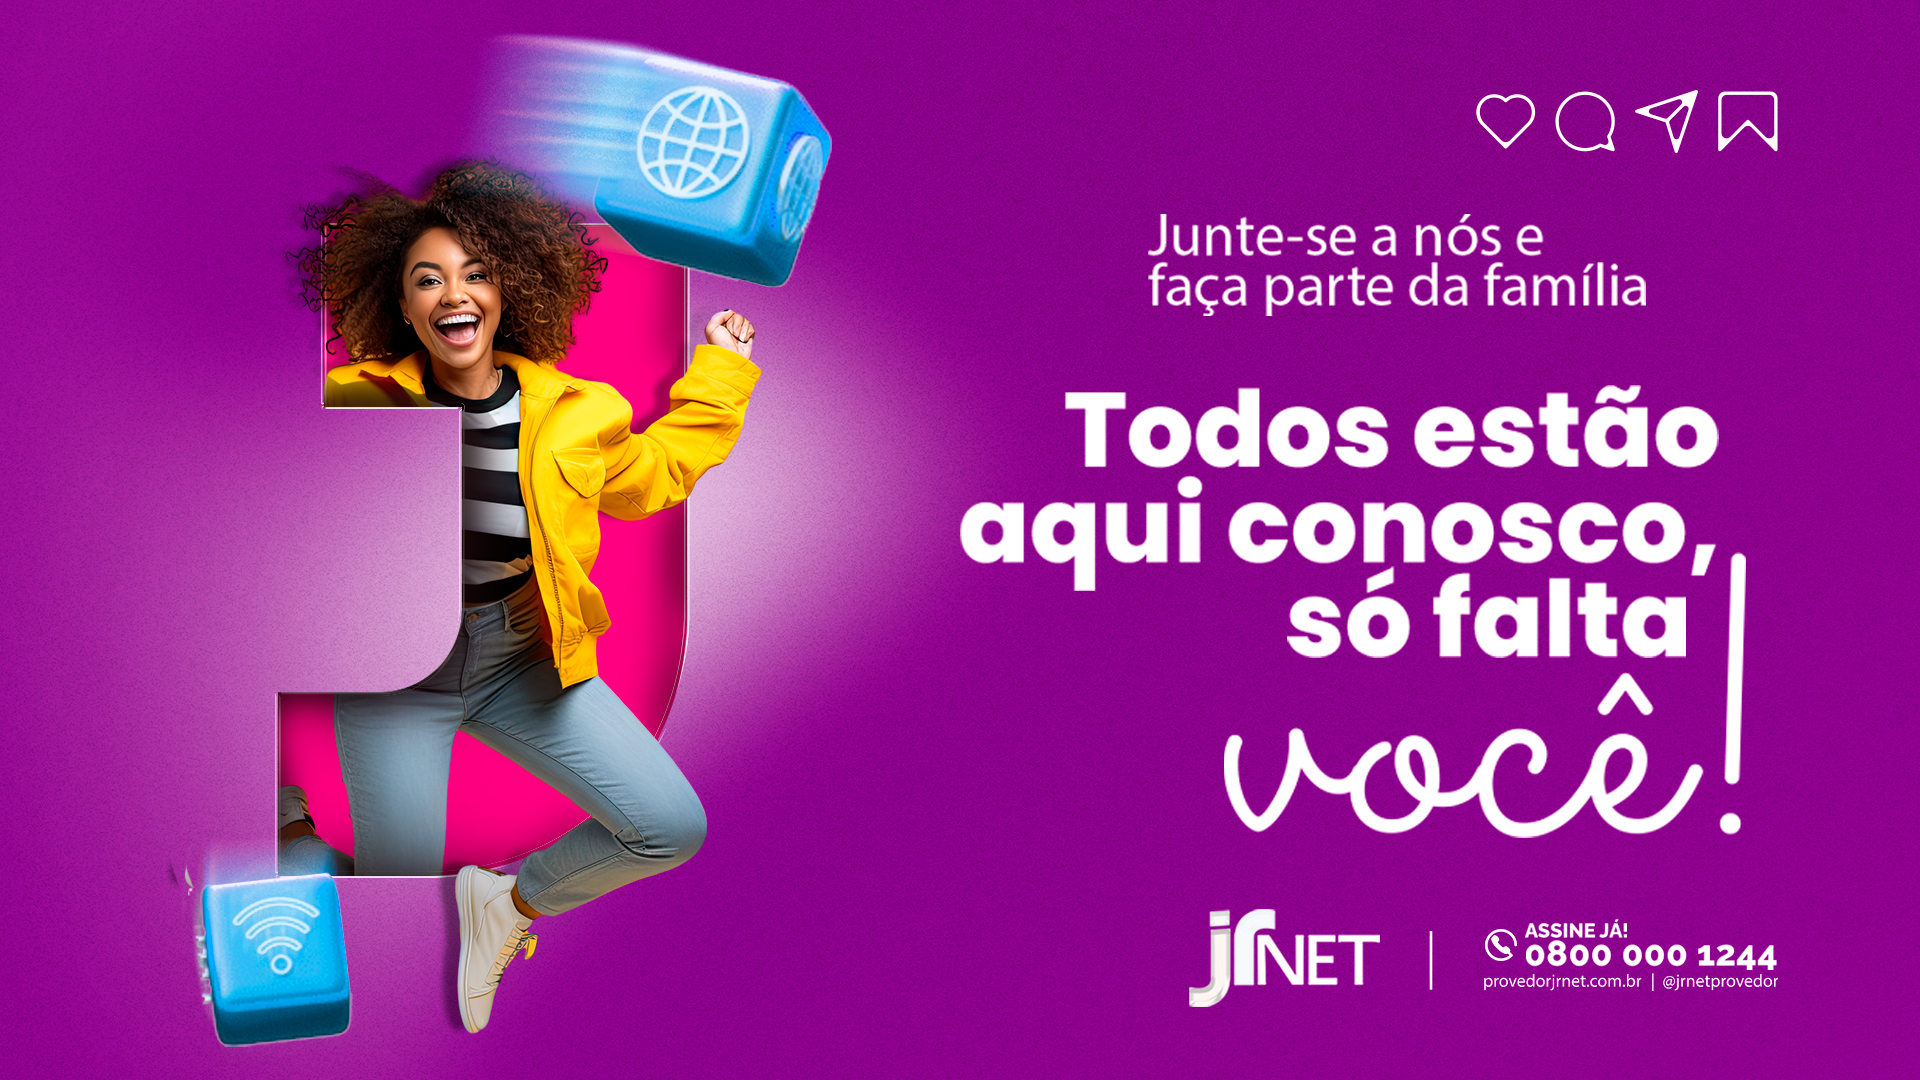 Junte-se a nós e
faça parte da família
Todos estão
aqui conosco,
só falta
você!
jrNET
ASSINE JÁ!
0800 000 1244
provedorjrnet.com.br | @jrnetprovedor